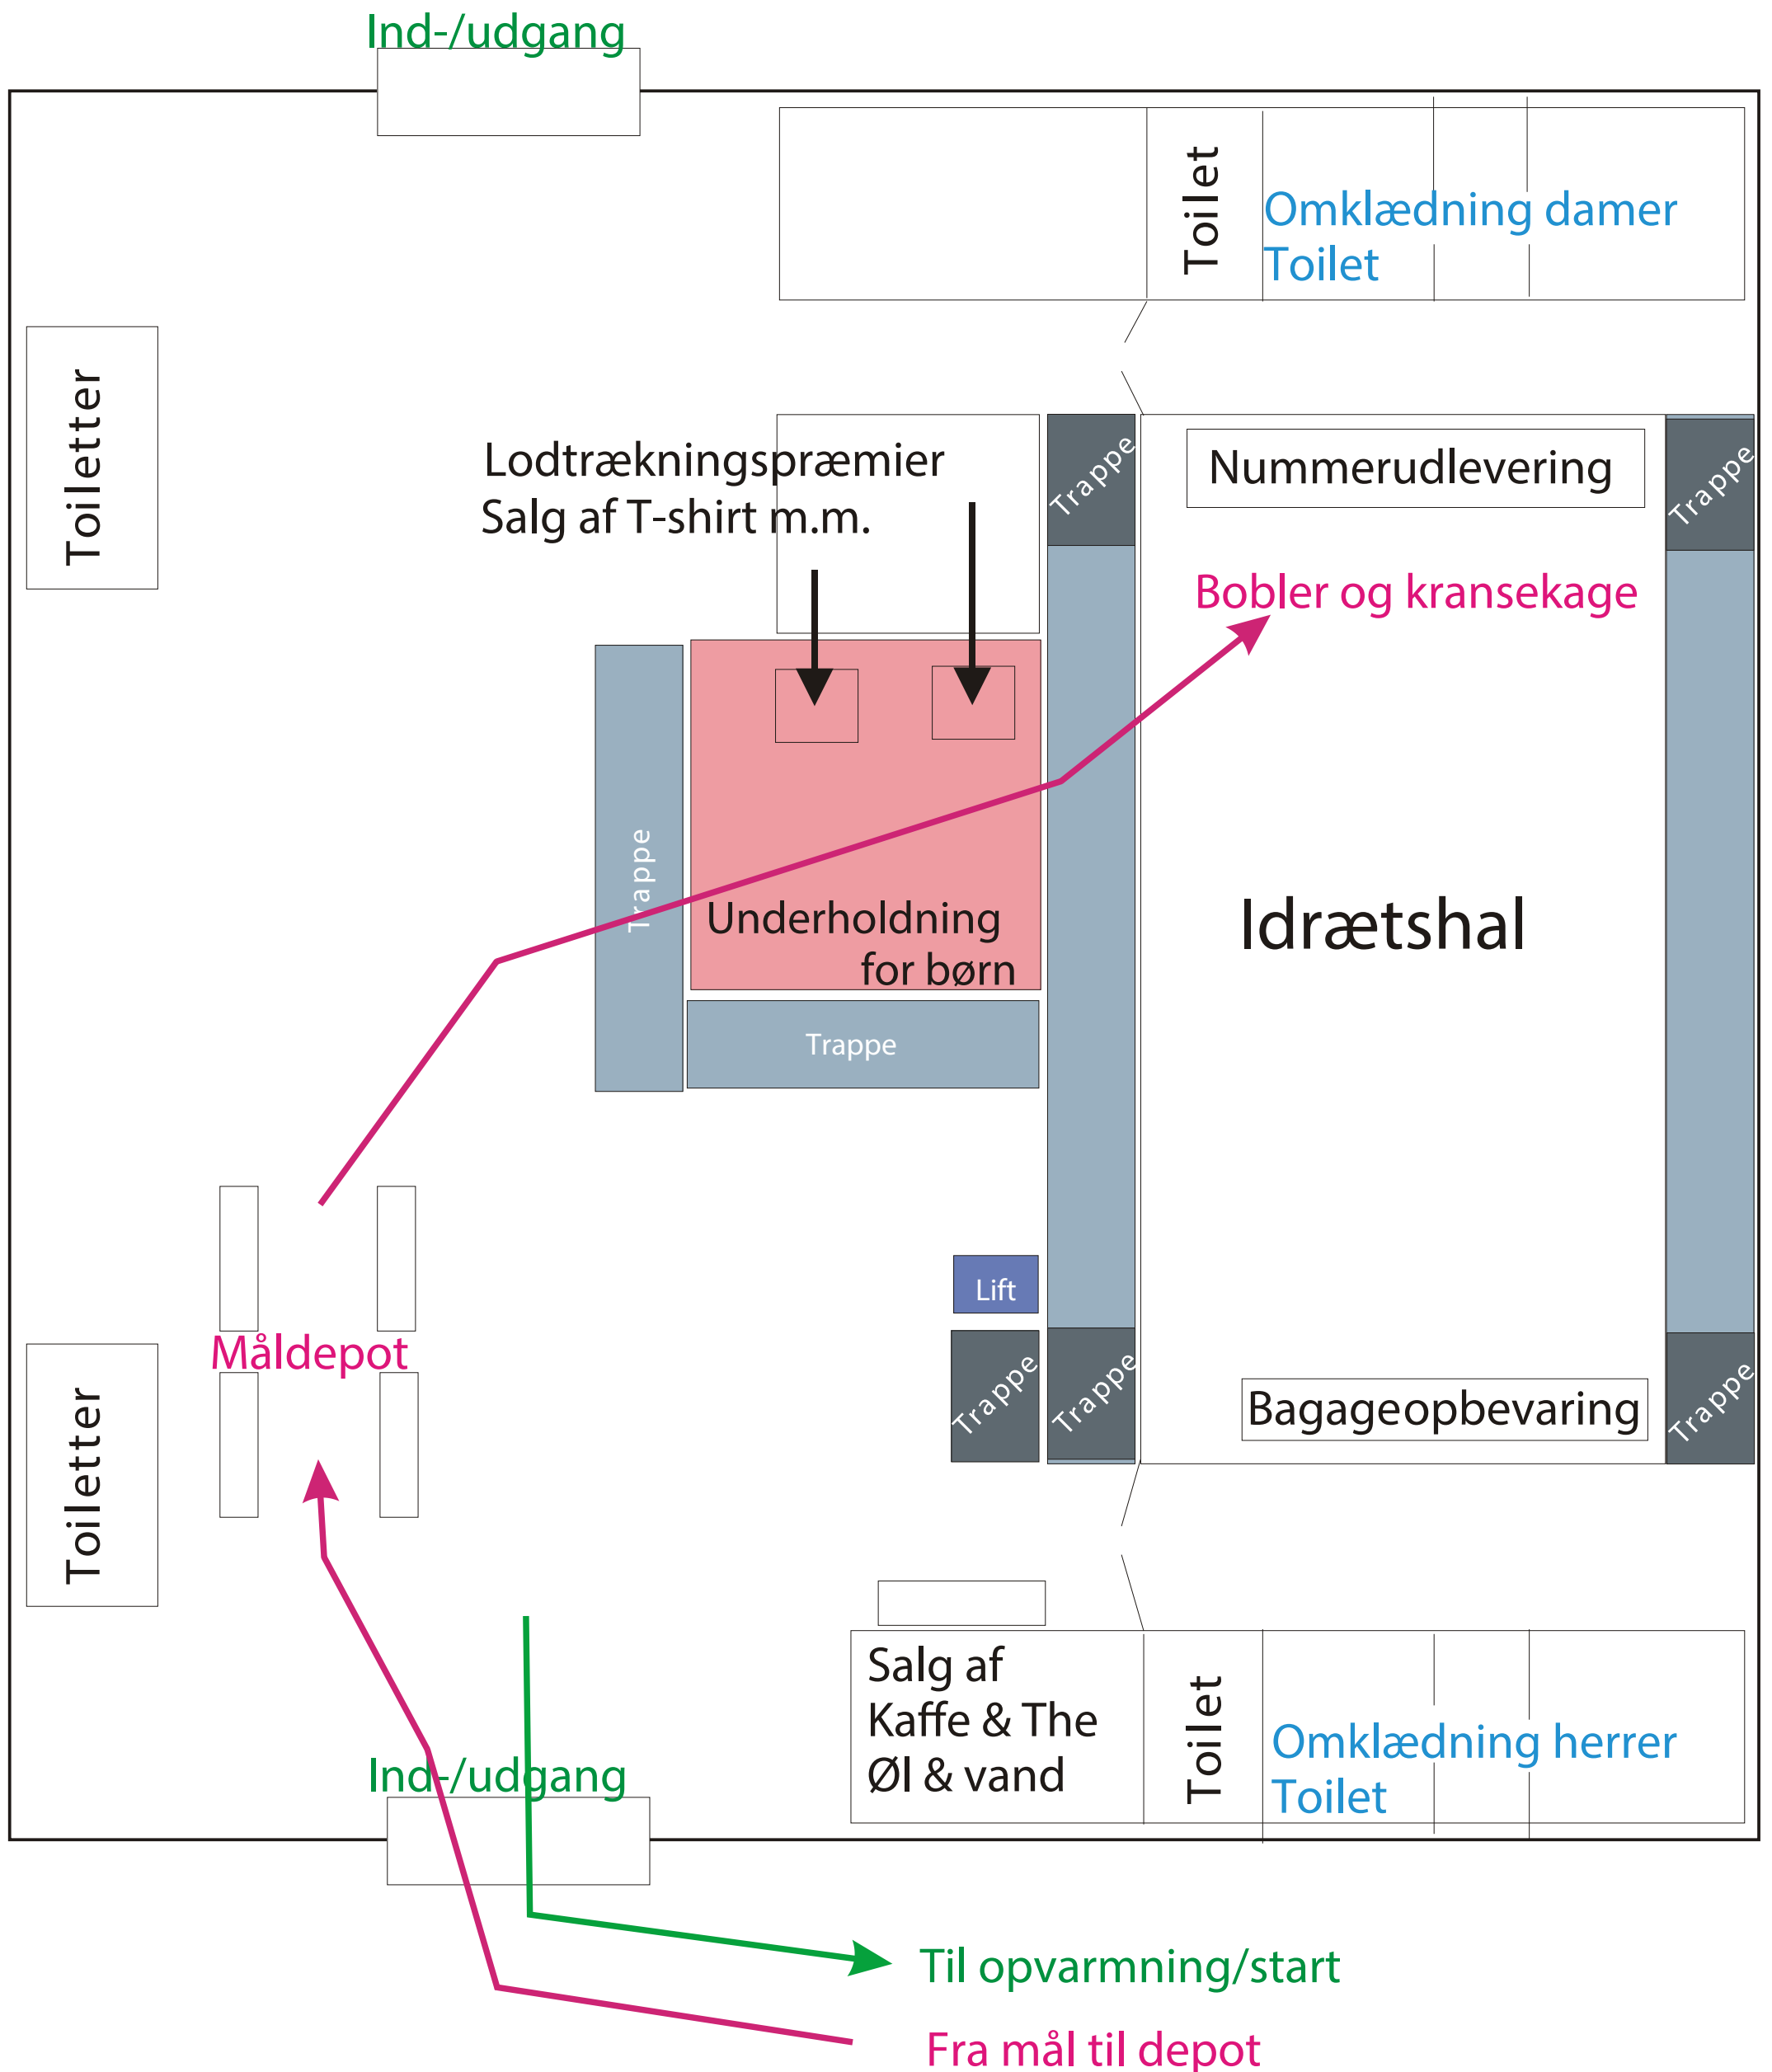 Ind-/udgang
Toilet
Omklædning damer
Toilet
Toiletter
Lodtrækningspræmier
Salg af T-shirt m.m.
Trappe
Nummerudlevering
Trappe
Bobler og kransekage
Trappe
Underholdning
for børn
Idrætshal
Trappe
Lift
Måldepot
Toiletter
Trappe
Trappe
Bagageopbevaring
Trappe
Salg af
Kaffe & The
Øl & vand
Toilet
Omklædning herrer
Toilet
Ind-/udgang
Til opvarmning/start
Fra mål til depot